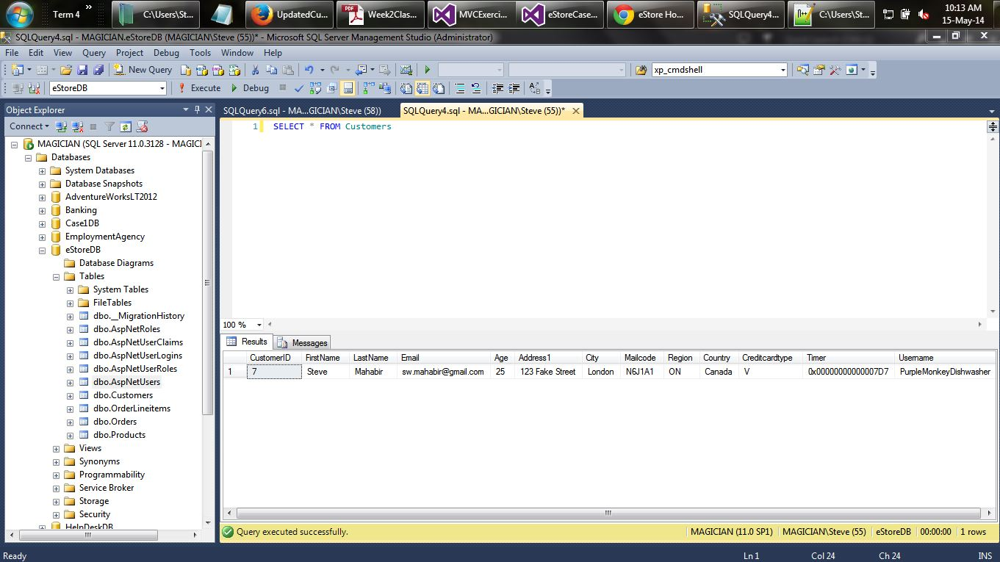 Term 4
»
C:\Users\St...
UpdatedCu...
Week2Clas...
MVCExerci...
eStoreCase...
eStore Ho...
SQLQuery4...
C:\Users\St...
10:13 AM
15-May-14
SQLQuery4.sql - MAGICIAN.eStoreDB (MAGICIAN\Steve (55))* - Microsoft SQL Server Management Studio (Administrator)
File Edit View Query Project Debug Tools Window Help
New Query
xp_cmdshell
eStoreDB
Execute
Debug
Object Explorer
SQLQuery6.sql - MA...GICIAN\Steve (58))
SQLQuery4.sql - MA...GICIAN\Steve (55))*
Connect
1 SELECT * FROM Customers
MAGICIAN (SQL Server 11.0.3128 - MAGICI
Databases
System Databases
Database Snapshots
AdventureWorksLT2012
Banking
Case1DB
EmploymentAgency
eStoreDB
Database Diagrams
Tables
System Tables
FileTables
dbo.__MigrationHistory
dbo.AspNetRoles
dbo.AspNetUserClaims
dbo.AspNetUserLogins
dbo.AspNetUserRoles
dbo.AspNetUsers
dbo.Customers
dbo.OrderLineitems
dbo.Orders
dbo.Products
Views
Synonyms
Programmability
Service Broker
Storage
Security
HelpDeskDB
100 %
Results
Messages
CustomerID FirstName LastName Email Age Address1 City Mailcode Region Country Creditcardtype Timer Username
1 7 Steve Mahabir sw.mahabir@gmail.com 25 123 Fake Street London N6J1A1 ON Canada V 0x00000000000007D7 PurpleMonkeyDishwasher
Query executed successfully.
MAGICIAN (11.0 SP1)
MAGICIAN\Steve (55)
eStoreDB
00:00:00
1 rows
Ready
Ln 1
Col 24
Ch 24
INS